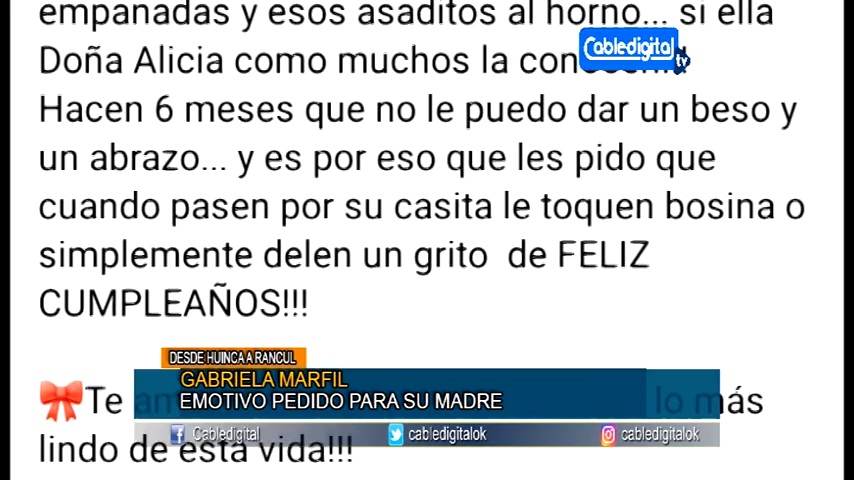 empanadas y esos asaditos al horno... si ella
Cabledigital
tv
Doña Alicia como muchos la
Hacen 6 meses que no le puedo dar un beso y
un abrazo... y es por eso que les pido que
cuando pasen por su casita le toquen bosina o
simplemente delen un grito de FELIZ
CUMPLEAÑOS!!!
DESDE HUINCA A RANCUL
GABRIELA MARFIL
EMOTIVO PEDIDO PARA SU MADRE
Te lo más
Cabledigital cabledigitalok cabledigitalok
lindo de esta vida!!!